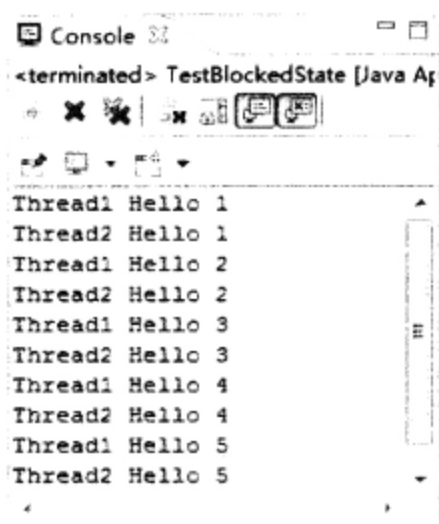 Console
<terminated> TestBlockedState [Java Ap
Thread1 Hello 1
Thread2 Hello 1
Thread1 Hello 2
Thread2 Hello 2
Thread1 Hello 3
Thread2 Hello 3
Thread1 Hello 4
Thread2 Hello 4
Thread1 Hello 5
Thread2 Hello 5